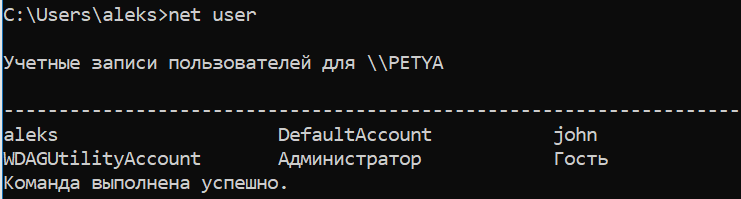 C:\Users\aleks>net user
Учетные записи пользователей для \\PETYA
-------------------------------------------------------------------
aleks DefaultAccount john
WDAGUtilityAccount Администратор Гость
Команда выполнена успешно.